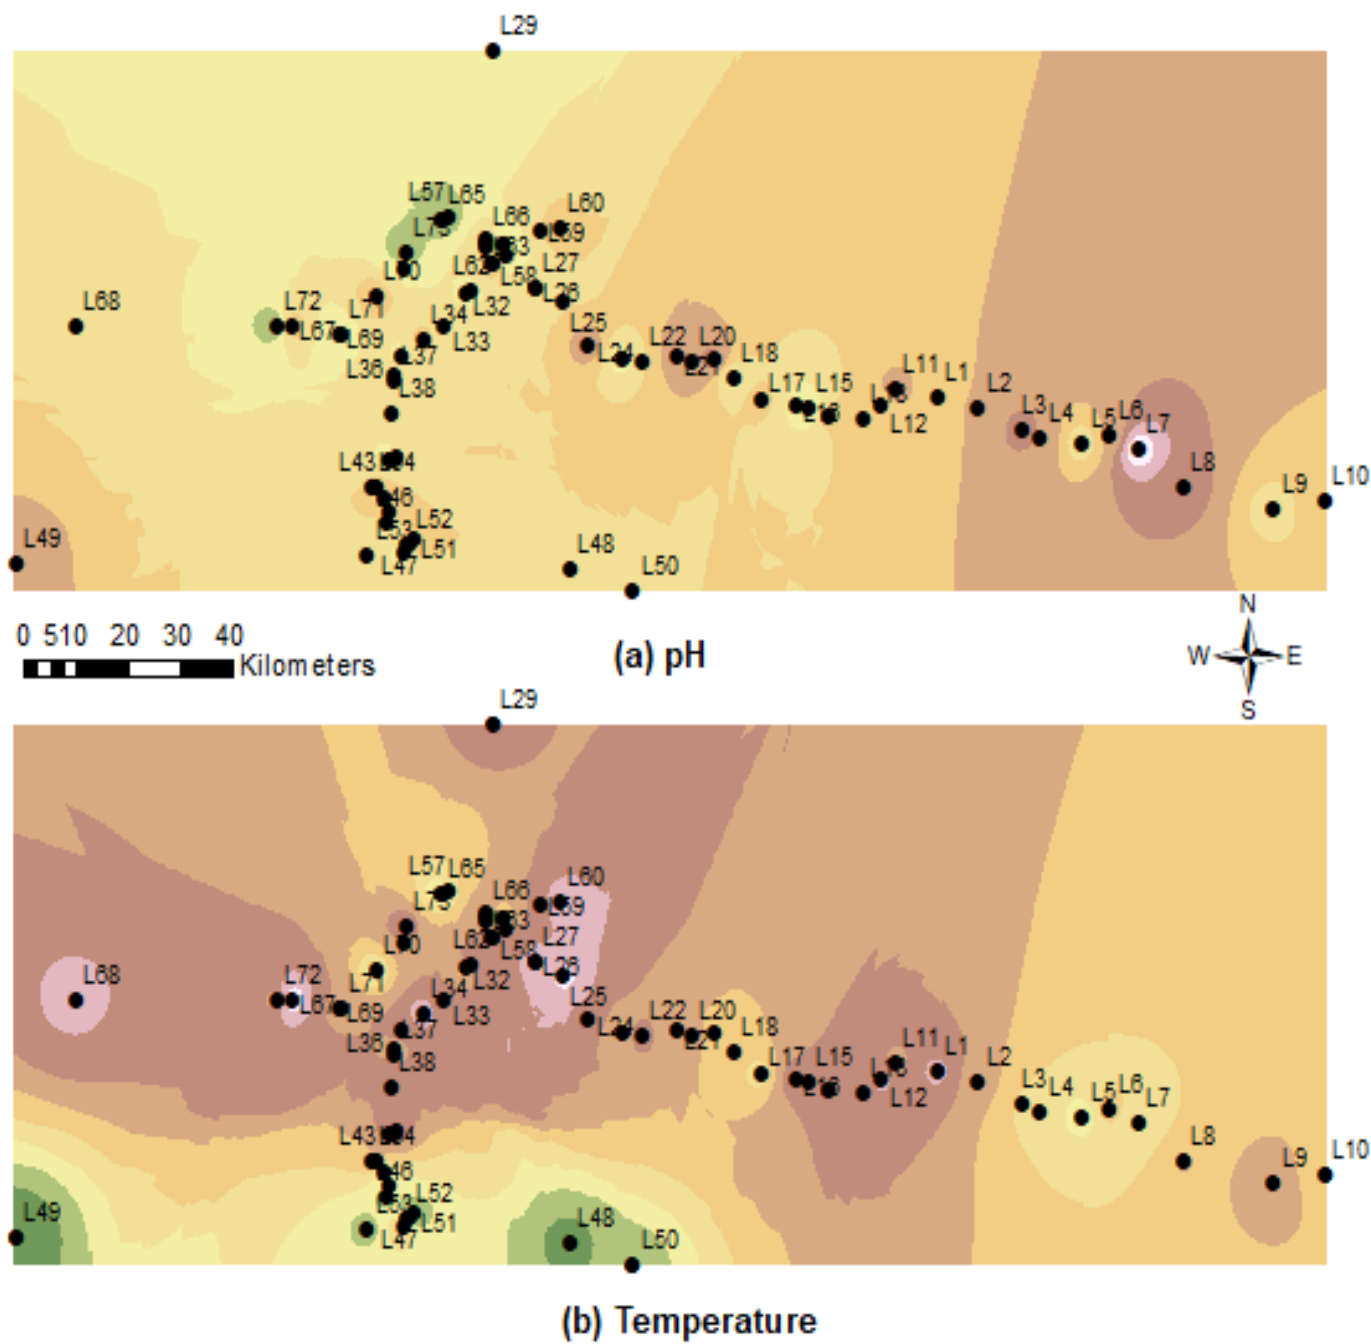 L29
L57 L65
L60
L73
L66
L59
L63
L70
L62
L27
L58
L26
L68
L72
L71
L32
L67
L34
L25
L69
L33
L22 L20
L24
L37
L21
L18
L36
L11
L17 L15
L1
L38
L2
L12
L3
L4
L5 L6
L7
L43
L8
L9
L10
L46
L49
L53
L52
L51
L48
L47
L50
0 5 10 20 30 40
Kilometers
(a) pH
N
W E
S
L29
L57 L65
L60
L73
L66
L59
L63
L70
L62
L27
L58
L26
L68
L72
L71
L32
L67
L34
L25
L69
L33
L22 L20
L24
L37
L21
L18
L36
L11
L17 L15
L1
L38
L2
L12
L3
L4
L5 L6
L7
L43
L8
L9
L10
L46
L49
L53
L52
L51
L48
L47
L50
(b) Temperature